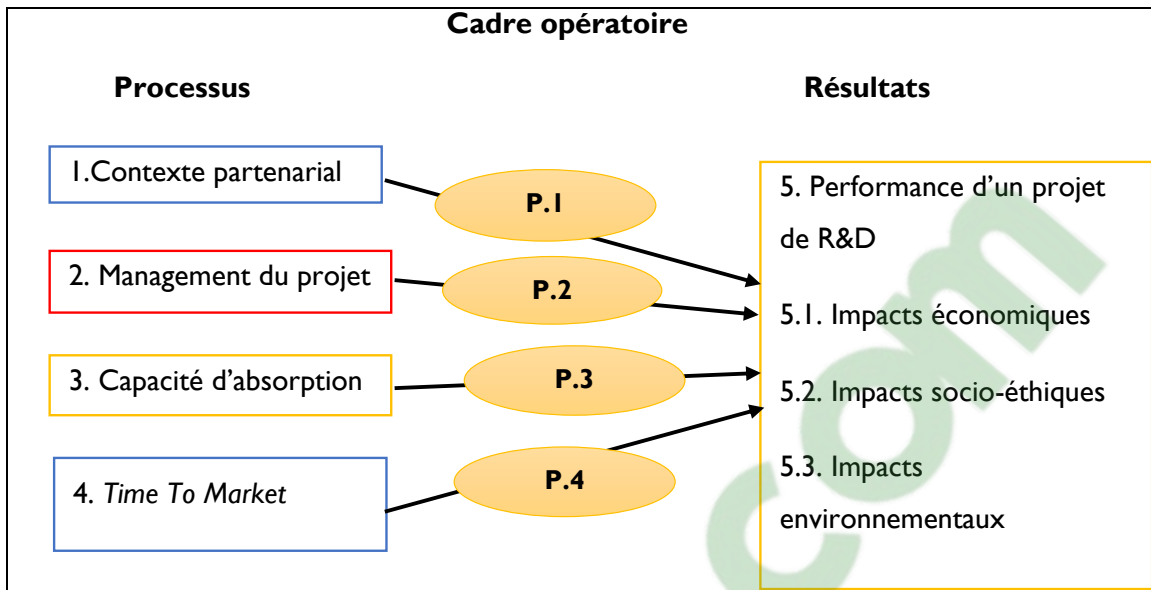 Cadre opératoire
Processus
Résultats
1.Contexte partenarial
P.1
2. Management du projet
P.2
3. Capacité d'absorption
P.3
4. Time To Market
P.4
5. Performance d'un projet
de R&D
5.1. Impacts économiques
5.2. Impacts socio-éthiques
5.3. Impacts
environnementaux
com